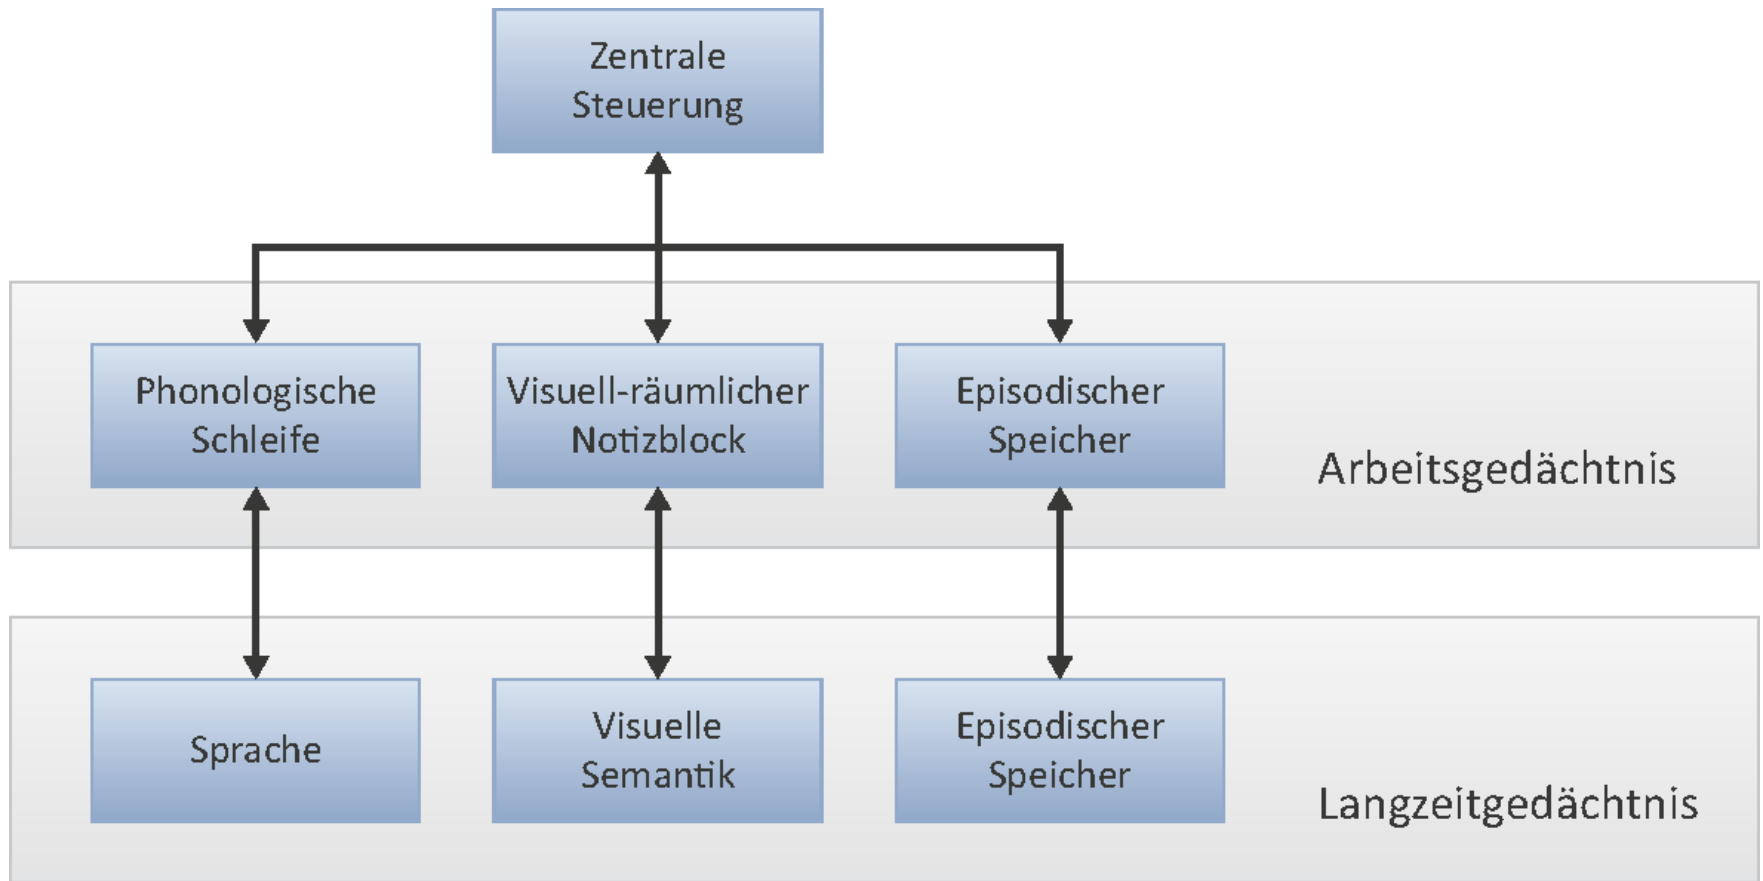 Zentrale
Steuerung
Phonologische
Schleife
Visuell-räumlicher
Notizblock
Episodischer
Speicher
Arbeitsgedächtnis
Sprache
Visuelle
Semantik
Episodischer
Speicher
Langzeitgedächtnis